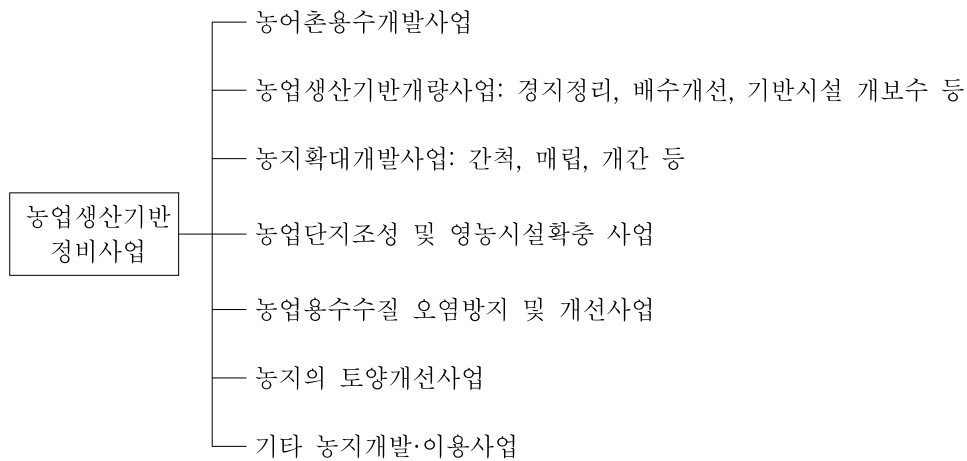 농어촌용수개발사업
농업생산기반개량사업: 경지정리, 배수개선, 기반시설 개보수 등
농지확대개발사업: 간척, 매립, 개간 등
농업생산기반
정비사업
농업단지조성 및 영농시설확충 사업
농업용수수질 오염방지 및 개선사업
농지의 토양개선사업
기타 농지개발·이용사업